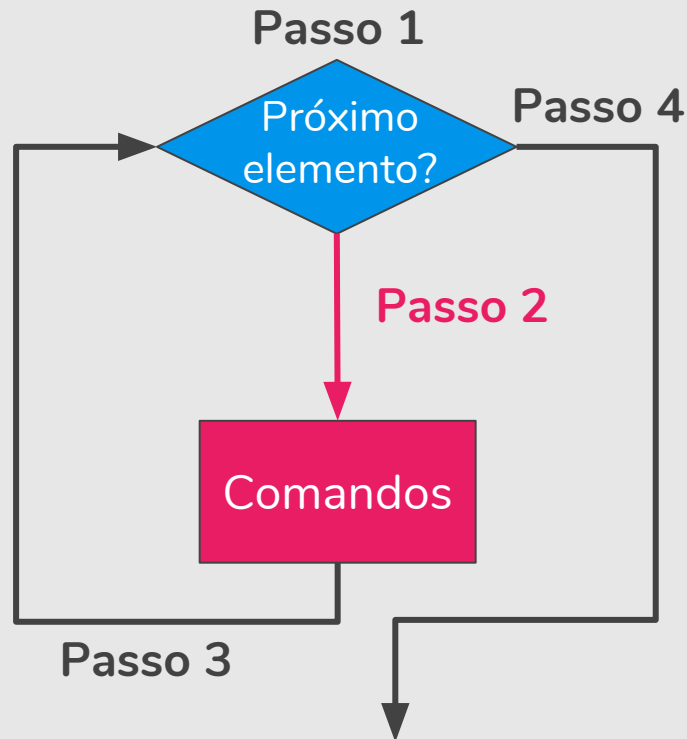 Passo 1
Próximo
elemento?
Passo 4
Passo 2
Comandos
Passo 3